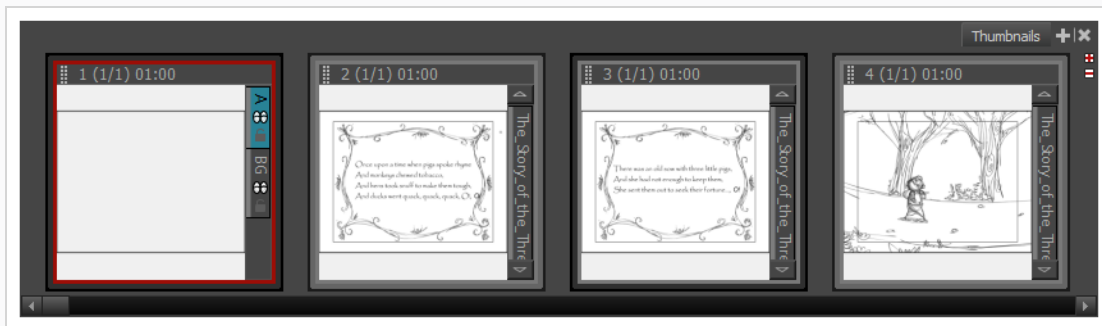 Thumbnails
1 (1/1) 01:00
A
BG
2 (1/1) 01:00
Once upon a time when pigs spoke rhyme
And monkeys chewed tobacco,
And hens took snuff to make them tough,
And ducks went quack, quack, quack, O!
The_Story_of_the_Thre
3 (1/1) 01:00
There was an old sow with three little pigs,
And she had not enough to keep them,
She sent them out to seek their fortune... O!
The_Story_of_the_Thre
4 (1/1) 01:00
The_Story_of_the_Thre